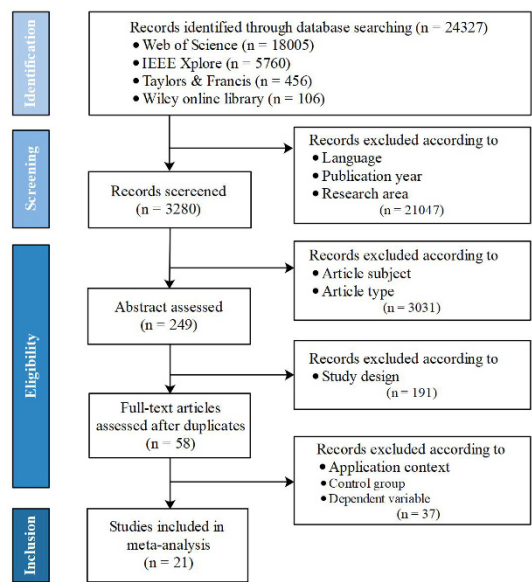 Identification
Records identified through database searching (n = 24327)
● Web of Science (n = 18005)
● IEEE Xplore (n = 5760)
● Taylors & Francis (n = 456)
● Wiley online library (n = 106)
Screening
Records excluded according to
● Language
● Publication year
● Research area
(n = 21047)
Records screened
(n = 3280)
Eligibility
Records excluded according to
● Article subject
● Article type
(n = 3031)
Abstract assessed
(n = 249)
Records excluded according to
● Study design
(n = 191)
Full-text articles
assessed after duplicates
(n = 58)
Records excluded according to
● Application context
● Control group
● Dependent variable
(n = 37)
Inclusion
Studies included in
meta-analysis
(n = 21)